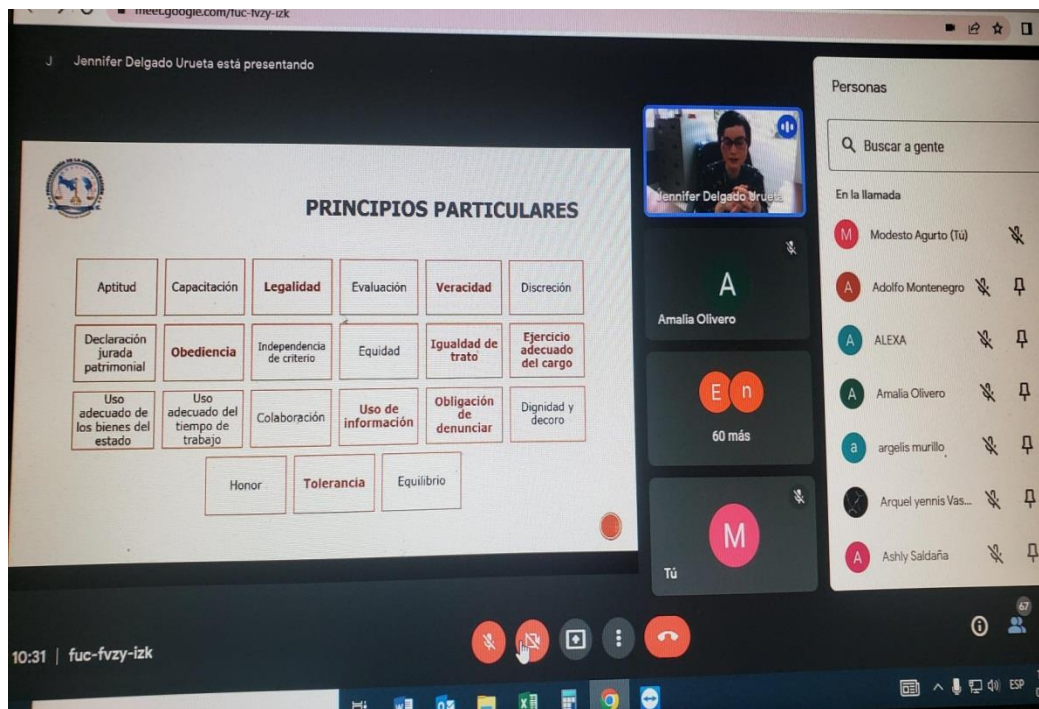 meet.google.com/fuc-fvzy-izk
J Jennifer Delgado Urueta está presentando
PRINCIPIOS PARTICULARES
Aptitud
Capacitación
Legalidad
Evaluación
Veracidad
Discreción
Declaración
jurada
patrimonial
Obediencia
Independencia
de criterio
Equidad
Igualdad de
trato
Ejercicio
adecuado
del cargo
Uso
adecuado de
los bienes del
estado
Uso
adecuado del
tiempo de
trabajo
Colaboración
Uso de
información
Obligación
de
denunciar
Dignidad y
decoro
Honor
Tolerancia
Equilibrio
Jennifer Delgado Urueta
A
Amalia Olivero
E n
60 más
M
Tú
Personas
Buscar a gente
En la llamada
M Modesto Agurto (Tú)
A Adolfo Montenegro
A ALEXA
A Amalia Olivero
a argelis murillo
Arquel yennis Vas...
A Ashly Saldaña
67
10:31 | fuc-fvzy-izk
ESP